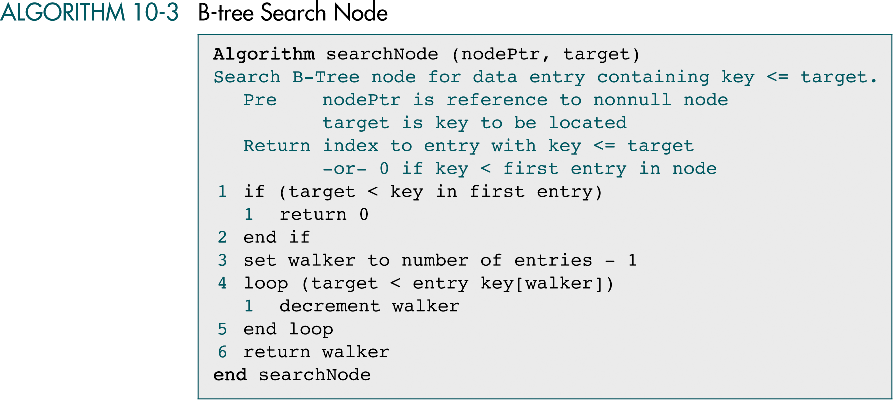 ALGORITHM 10-3 B-tree Search Node
Algorithm searchNode (nodePtr, target)
Search B-Tree node for data entry containing key <= target.
Pre nodePtr is reference to nonnull node
target is key to be located
Return index to entry with key <= target
-or- 0 if key < first entry in node
1 if (target < key in first entry)
1 return 0
2 end if
3 set walker to number of entries - 1
4 loop (target < entry key[walker])
1 decrement walker
5 end loop
6 return walker
end searchNode